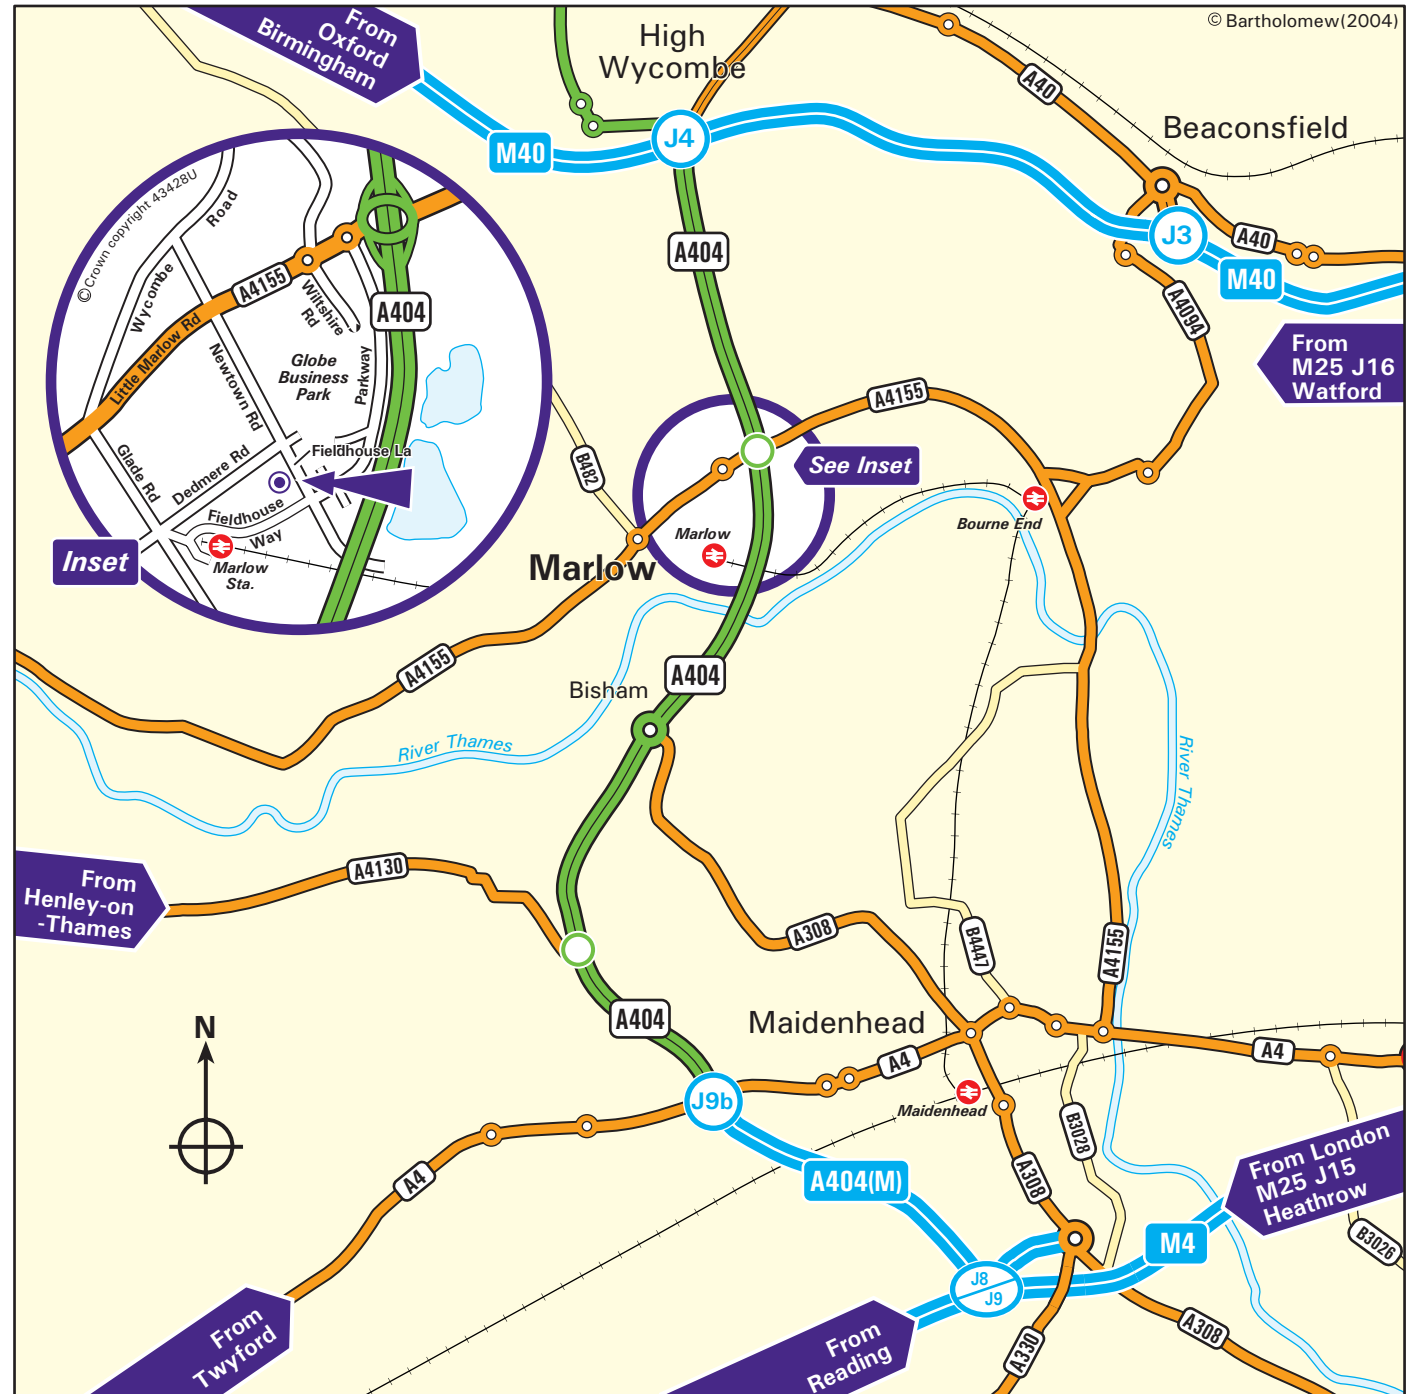 From
Oxford
Birmingham
High
Wycombe
© Bartholomew(2004)
A40
Beaconsfield
M40
J4
J3
A40
M40
A404
A4094
From
M25 J16
Watford
© Crown copyright 43428U
Road
Wycombe
A4155
Little Marlow Rd
Wiltshire
Rd
A404
Newtown Rd
Globe
Business
Park
Parkway
Glade Rd
Dedmere Rd
Fieldhouse La
Fieldhouse
Way
Marlow
Sta.
Inset
B482
A4155
See Inset
Marlow
Marlow
Bourne End
A4155
A404
Bisham
River Thames
River Thames
From
Henley-on
-Thames
A4130
A308
B4447
A4155
A404
Maidenhead
N
A4
A4
J9b
Maidenhead
B3028
A4
A404(M)
A308
From London
M25 J15
Heathrow
M4
B3026
J8
J9
From
Twyford
From
Reading
A330
A308